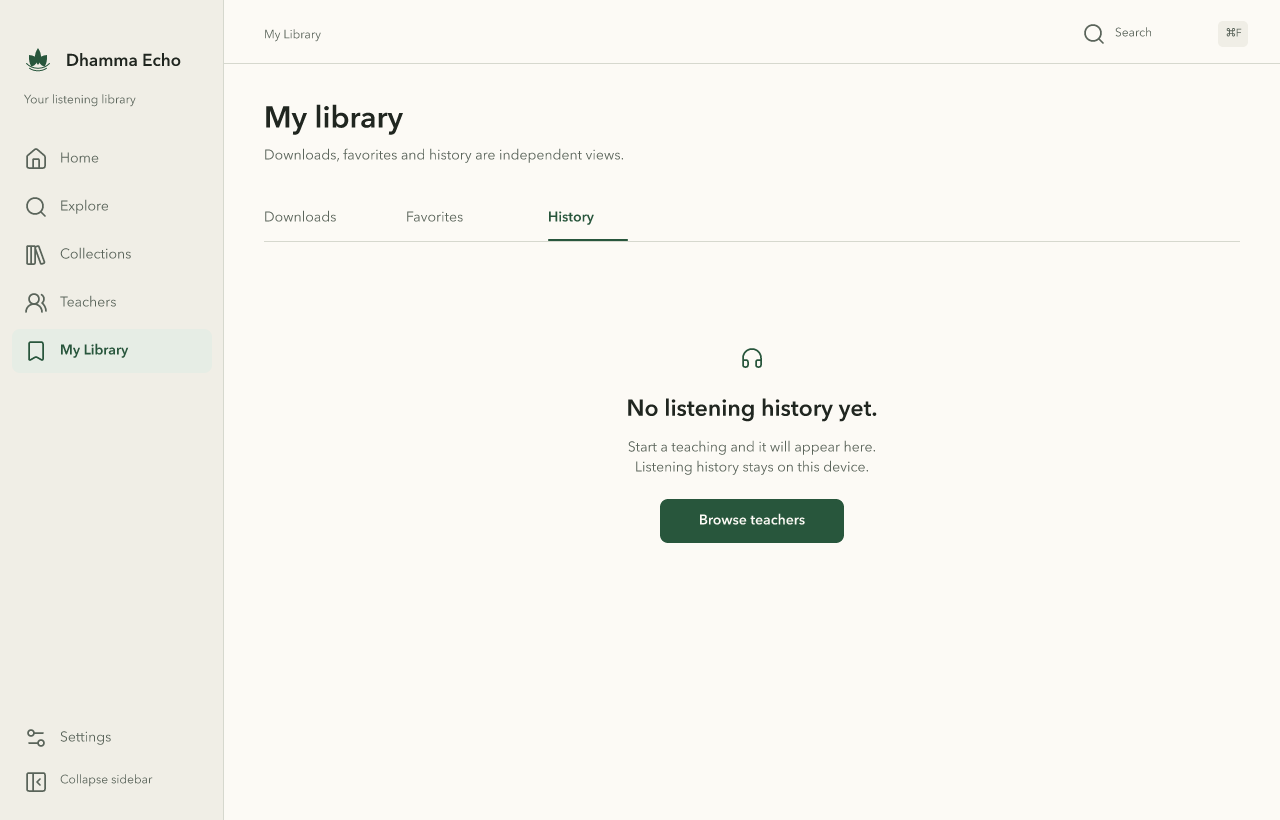 Dhamma Echo
Your listening library
Home
Explore
Collections
Teachers
My Library
Settings
Collapse sidebar
My Library
Search
⌘F
My library
Downloads, favorites and history are independent views.
Downloads
Favorites
History
No listening history yet.
Start a teaching and it will appear here.
Listening history stays on this device.
Browse teachers